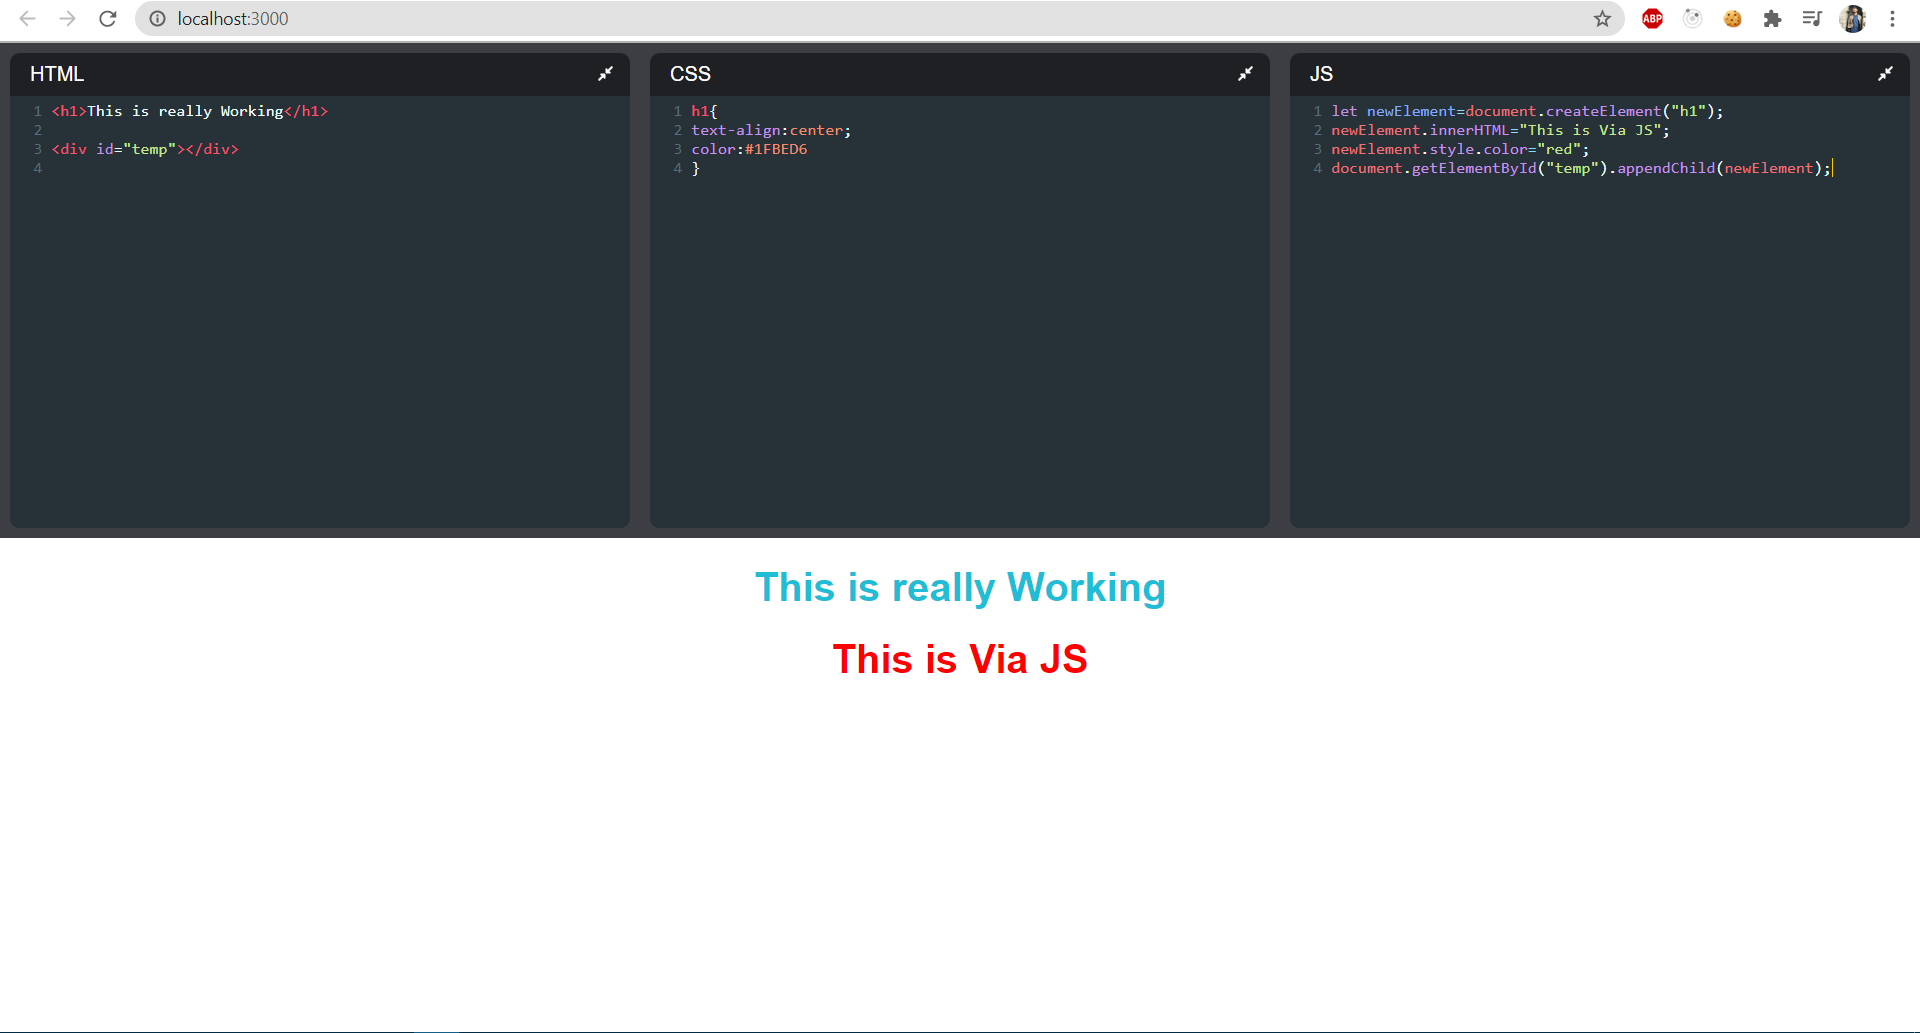 localhost:3000
ABP
HTML
1 <h1>This is really Working</h1>
2
3 <div id="temp"></div>
4
CSS
1 h1{
2 text-align:center;
3 color:#1FBED6
4 }
JS
1 let newElement=document.createElement("h1");
2 newElement.innerHTML="This is Via JS";
3 newElement.style.color="red";
4 document.getElementById("temp").appendChild(newElement);
This is really Working
This is Via JS